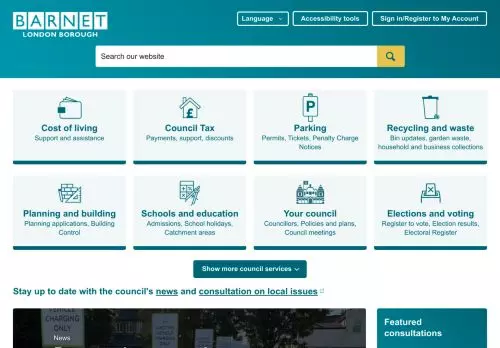 BARNET
LONDON BOROUGH
Language
Accessibility tools
Sign in/Register to My Account
Search our website
Cost of living
Support and assistance
Council Tax
Payments, support, discounts
Parking
Permits, Tickets, Penalty Charge
Notices
Recycling and waste
Bin updates, garden waste,
household and business collections
Planning and building
Planning applications, Building
Control
Schools and education
Admissions, School holidays,
Catchment areas
Your council
Councillors, Policies and plans,
Council meetings
Elections and voting
Register to vote, Election results,
Electoral Register
Show more council services
Stay up to date with the council's news and consultation on local issues
VEHICLE
CHARGING
ONLY
News
Featured
consultations